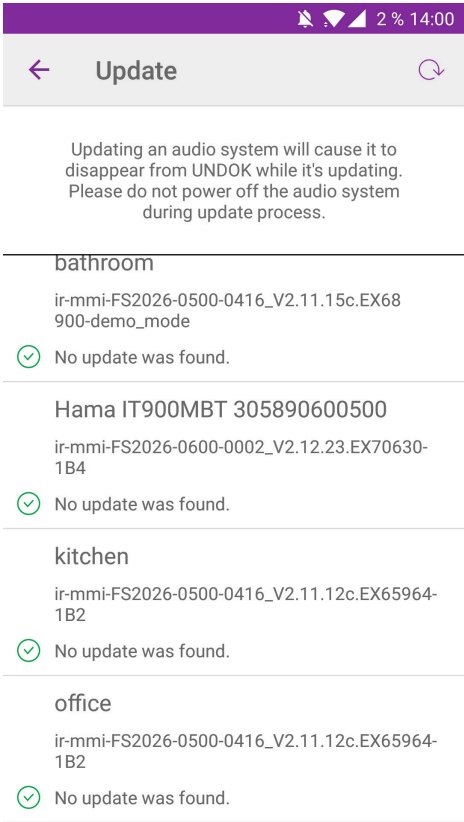 2 % 14:00
Update
Updating an audio system will cause it to
disappear from UNDOK while it's updating.
Please do not power off the audio system
during update process.
bathroom
ir-mmi-FS2026-0500-0416_V2.11.15c.EX68
900-demo_mode
No update was found.
Hama IT900MBT 305890600500
ir-mmi-FS2026-0600-0002_V2.12.23.EX70630-
1B4
No update was found.
kitchen
ir-mmi-FS2026-0500-0416_V2.11.12c.EX65964-
1B2
No update was found.
office
ir-mmi-FS2026-0500-0416_V2.11.12c.EX65964-
1B2
No update was found.